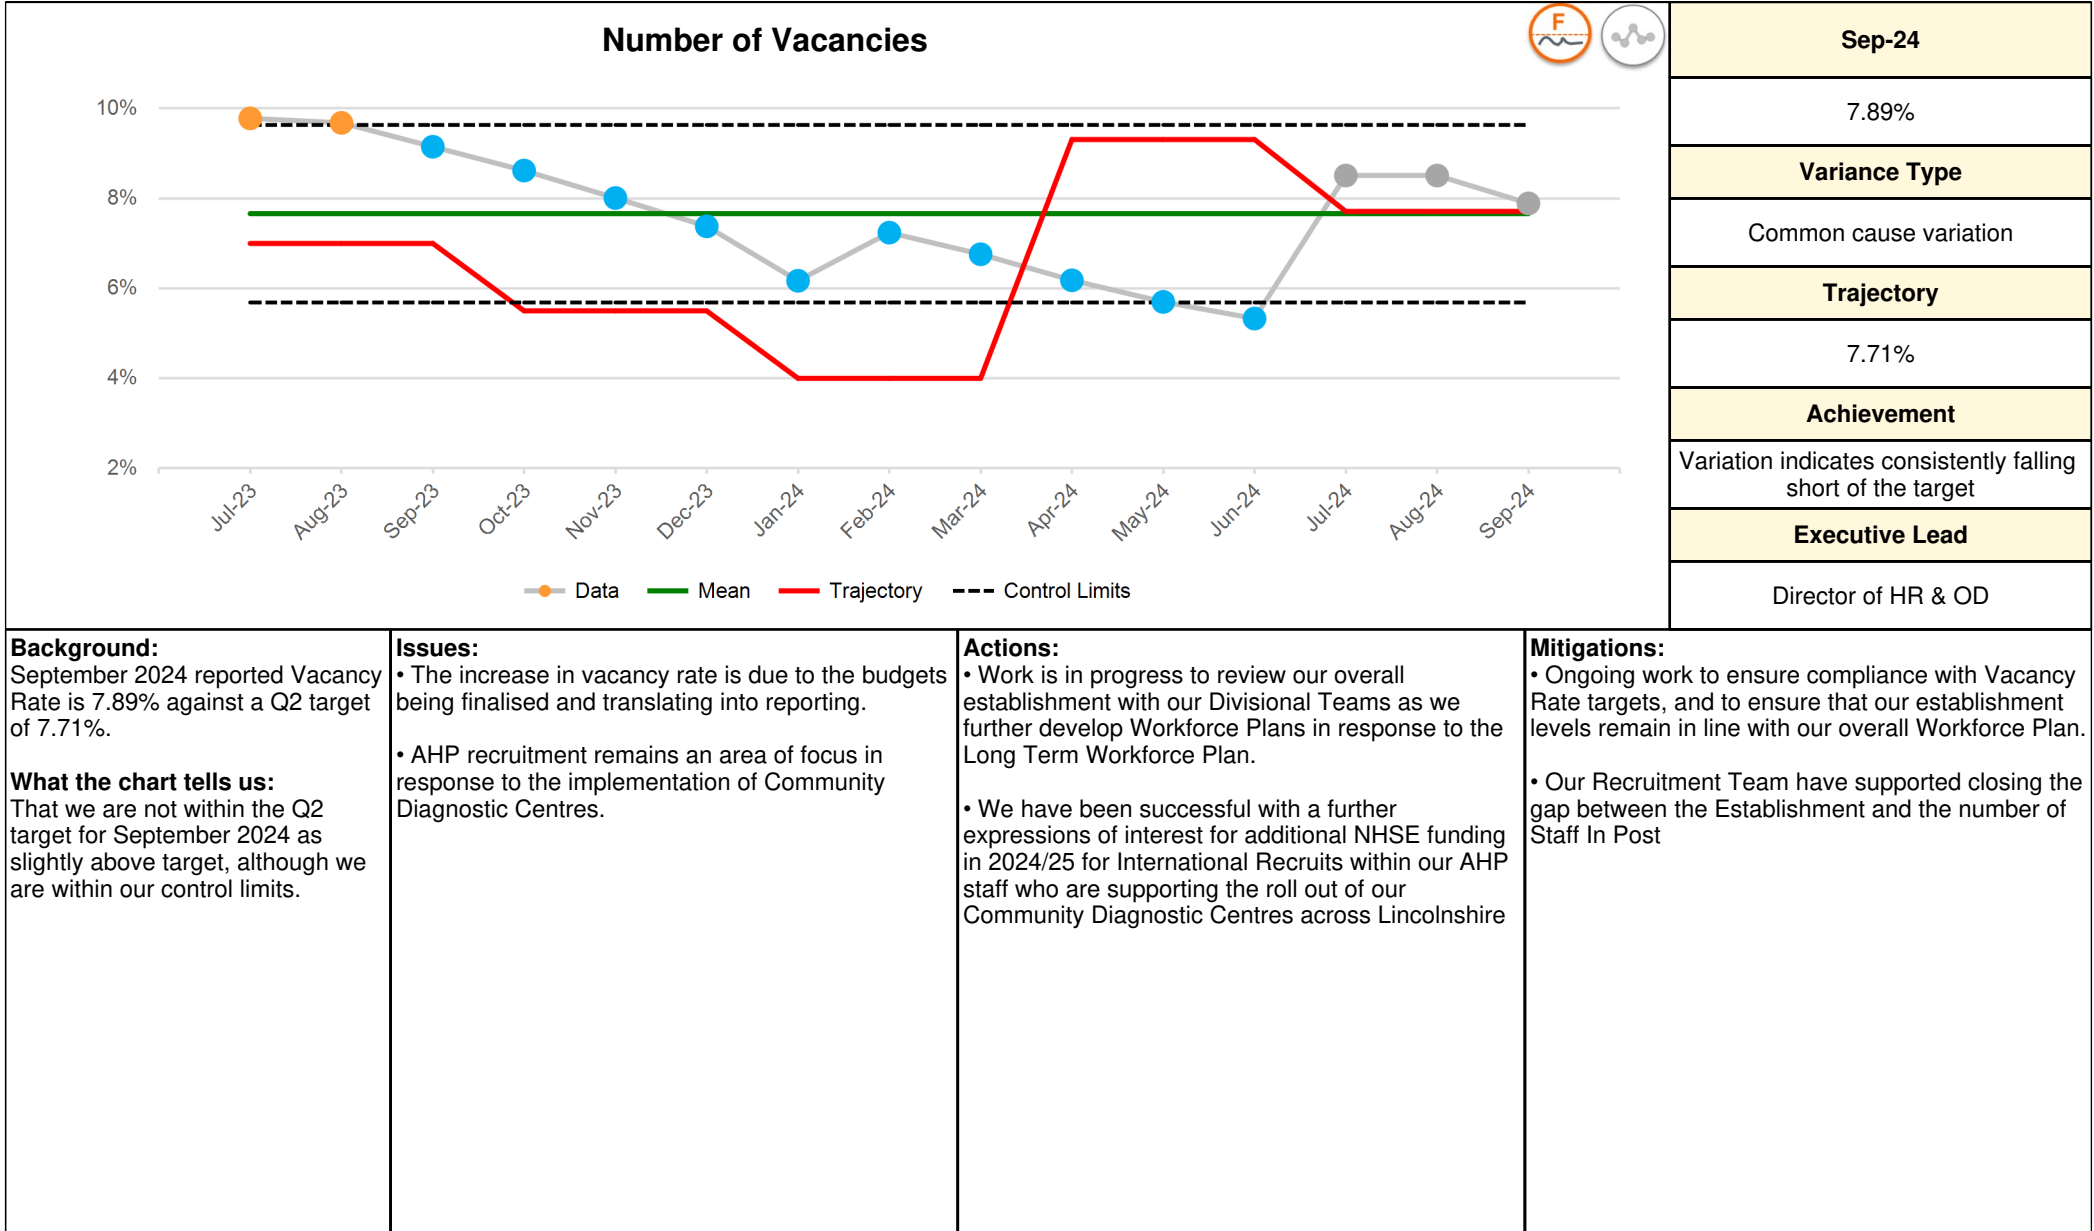 Number of Vacancies
F
10%
8%
6%
4%
2%
Jul-23
Aug-23
Sep-23
Oct-23
Nov-23
Dec-23
Jan-24
Feb-24
Mar-24
Apr-24
May-24
Jun-24
Jul-24
Aug-24
Sep-24
Data
Mean
Trajectory
Control Limits
Sep-24
7.89%
Variance Type
Common cause variation
Trajectory
7.71%
Achievement
Variation indicates consistently falling
short of the target
Executive Lead
Director of HR & OD
Background:
September 2024 reported Vacancy
Rate is 7.89% against a Q2 target
of 7.71%.
What the chart tells us:
That we are not within the Q2
target for September 2024 as
slightly above target, although we
are within our control limits.
Issues:
• The increase in vacancy rate is due to the budgets
being finalised and translating into reporting.
• AHP recruitment remains an area of focus in
response to the implementation of Community
Diagnostic Centres.
Actions:
• Work is in progress to review our overall
establishment with our Divisional Teams as we
further develop Workforce Plans in response to the
Long Term Workforce Plan.
• We have been successful with a further
expressions of interest for additional NHSE funding
in 2024/25 for International Recruits within our AHP
staff who are supporting the roll out of our
Community Diagnostic Centres across Lincolnshire
Mitigations:
• Ongoing work to ensure compliance with Vacancy
Rate targets, and to ensure that our establishment
levels remain in line with our overall Workforce Plan.
• Our Recruitment Team have supported closing the
gap between the Establishment and the number of
Staff In Post